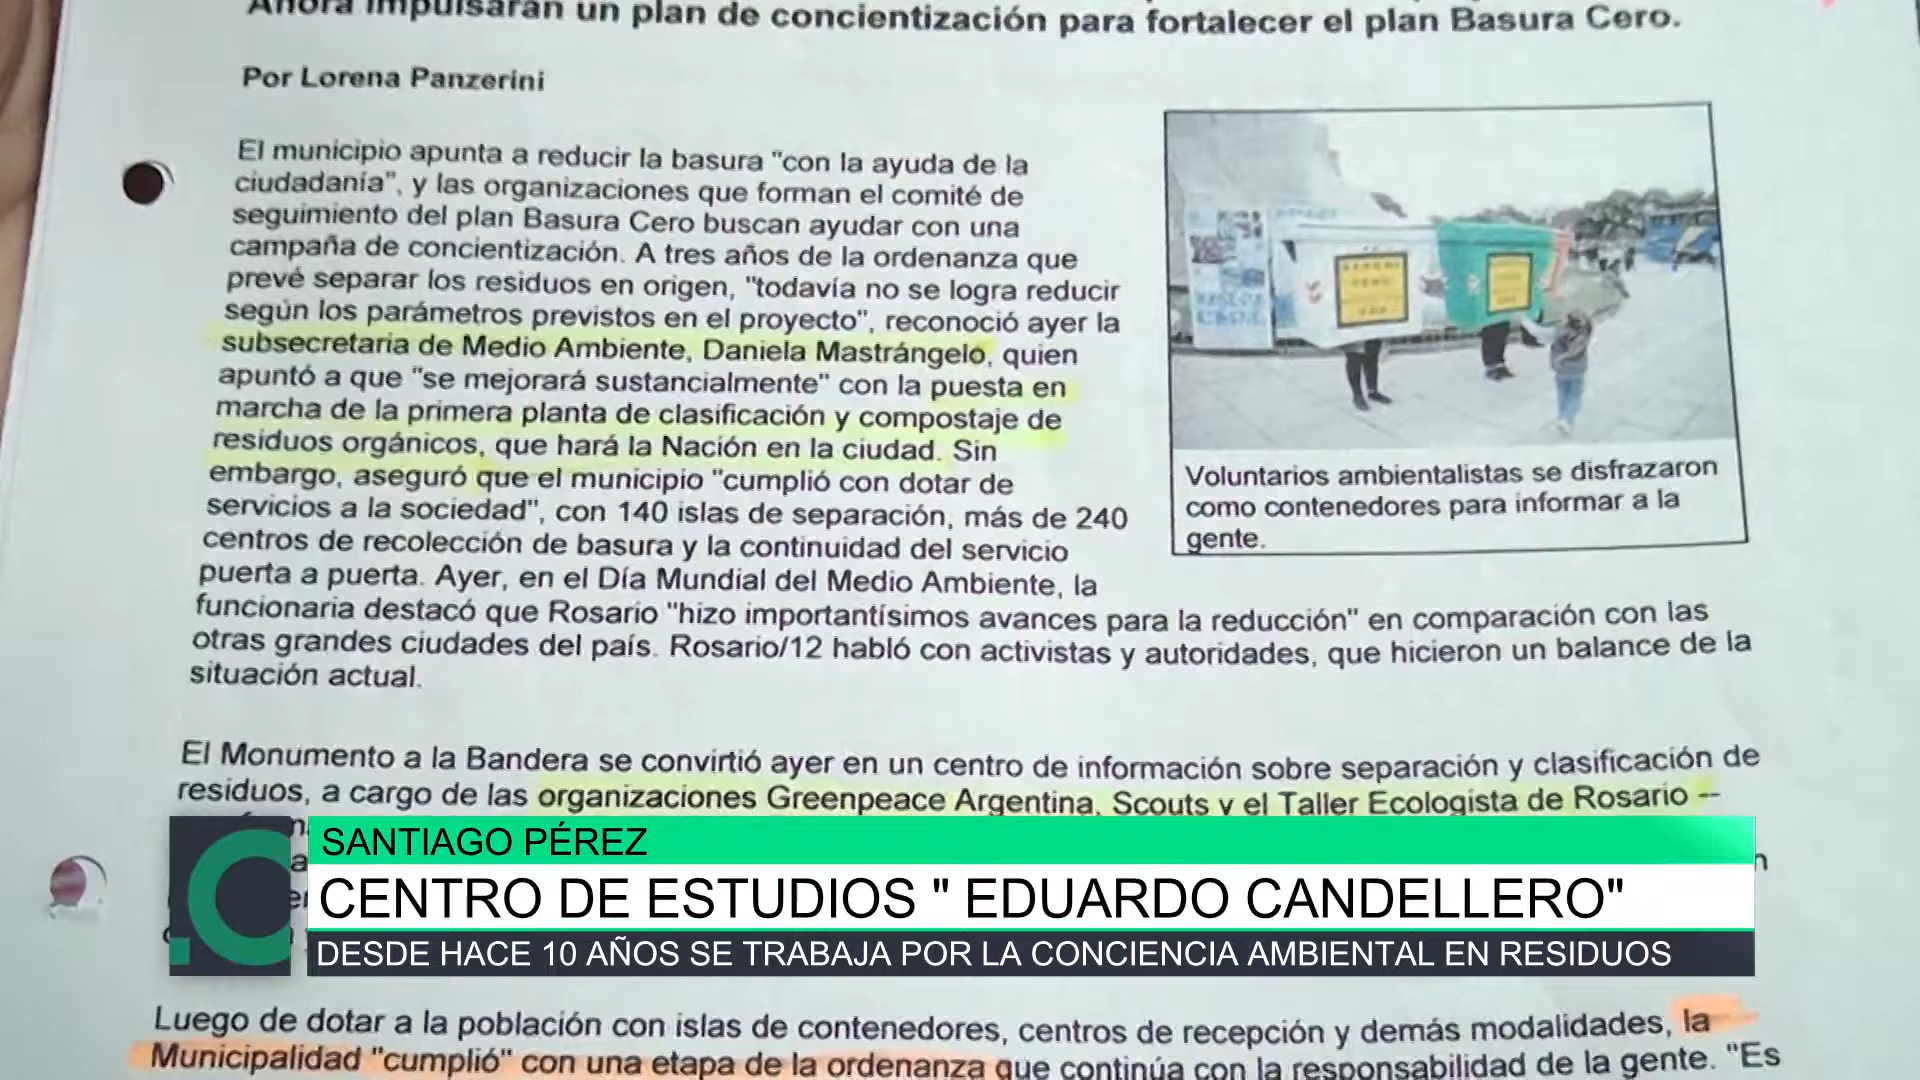 Ahora impulsarán un plan de concientización para fortalecer el plan Basura Cero.
Por Lorena Panzerini
El municipio apunta a reducir la basura "con la ayuda de la
ciudadanía", y las organizaciones que forman el comité de
seguimiento del plan Basura Cero buscan ayudar con una
campaña de concientización. A tres años de la ordenanza que
prevé separar los residuos en origen, "todavía no se logra reducir
según los parámetros previstos en el proyecto", reconoció ayer la
subsecretaria de Medio Ambiente, Daniela Mastrángelo, quien
apuntó a que "se mejorará sustancialmente" con la puesta en
marcha de la primera planta de clasificación y compostaje de
residuos orgánicos, que hará la Nación en la ciudad. Sin
embargo, aseguró que el municipio "cumplió con dotar de
servicios a la sociedad", con 140 islas de separación, más de 240
centros de recolección de basura y la continuidad del servicio
puerta a puerta. Ayer, en el Día Mundial del Medio Ambiente, la
funcionaria destacó que Rosario "hizo importantísimos avances para la reducción" en comparación con las
otras grandes ciudades del país. Rosario/12 habló con activistas y autoridades, que hicieron un balance de la
situación actual.
Voluntarios ambientalistas se disfrazaron
como contenedores para informar a la
gente.
El Monumento a la Bandera se convirtió ayer en un centro de información sobre separación y clasificación de
residuos, a cargo de las organizaciones Greenpeace Argentina, Scouts y el Taller Ecologista de Rosario --
.C
SANTIAGO PÉREZ
CENTRO DE ESTUDIOS " EDUARDO CANDELLERO"
DESDE HACE 10 AÑOS SE TRABAJA POR LA CONCIENCIA AMBIENTAL EN RESIDUOS
Luego de dotar a la población con islas de contenedores, centros de recepción y demás modalidades, la
Municipalidad "cumplió" con una etapa de la ordenanza que continúa con la responsabilidad de la gente. "Es